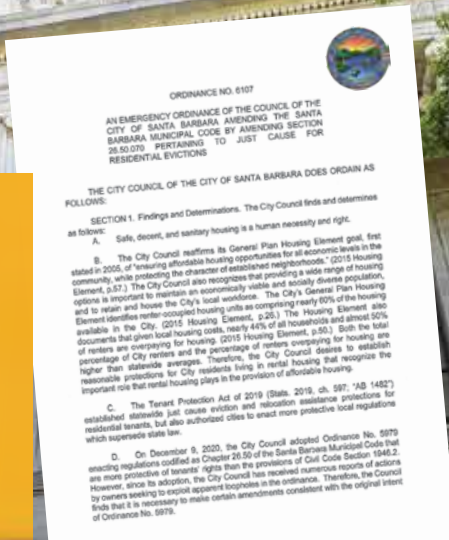 ORDINANCE NO. 6107
AN EMERGENCY ORDINANCE OF THE COUNCIL OF THE
CITY OF SANTA BARBARA AMENDING THE SANTA
BARBARA MUNICIPAL CODE BY AMENDING SECTION
26.50.070 PERTAINING TO JUST CAUSE FOR
RESIDENTIAL EVICTIONS
THE CITY COUNCIL OF THE CITY OF SANTA BARBARA DOES ORDAIN AS
FOLLOWS:
SECTION 1. Findings and Determinations. The City Council finds and determines
as follows:
A. Safe, decent, and sanitary housing is a human necessity and right.
B. The City Council reaffirms its General Plan Housing Element goal, first
stated in 2005, of "ensuring affordable housing opportunities for all economic levels in the
community, while protecting the character of established neighborhoods." (2015 Housing
Element, p.57.) The City Council also recognizes that providing a wide range of housing
options is important to maintain an economically viable and socially diverse population,
and to retain and house the City's local workforce. The City's General Plan Housing
Element identifies renter-occupied housing units as comprising nearly 60% of the housing
available in the City. (2015 Housing Element, p.26.) The Housing Element also
documents that given local housing costs, nearly 44% of all households and almost 50%
of renters are overpaying for housing. (2015 Housing Element, p.50.) Both the total
percentage of City renters and the percentage of renters overpaying for housing are
higher than statewide averages. Therefore, the City Council desires to establish
reasonable protections for City residents living in rental housing that recognize the
important role that rental housing plays in the provision of affordable housing.
C. The Tenant Protection Act of 2019 (Stats. 2019, ch. 597; "AB 1482")
established statewide just cause eviction and relocation assistance protections for
residential tenants, but also authorized cities to enact more protective local regulations
which supersede state law.
D. On December 9, 2020, the City Council adopted Ordinance No. 5979
enacting regulations codified as Chapter 26.50 of the Santa Barbara Municipal Code that
are more protective of tenants' rights than the provisions of Civil Code Section 1946.2.
However, since its adoption, the City Council has received numerous reports of actions
by owners seeking to exploit apparent loopholes in the ordinance. Therefore, the Council
finds that it is necessary to make certain amendments consistent with the original intent
of Ordinance No. 5979.